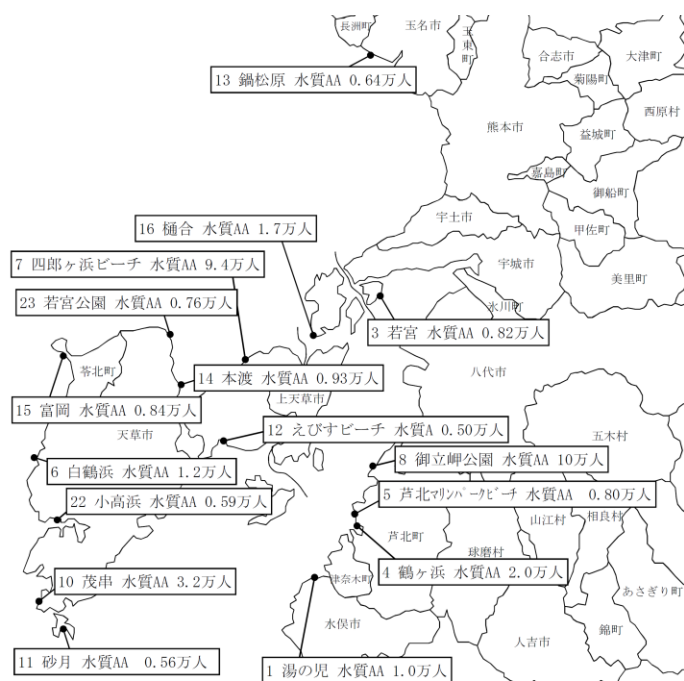 長洲町
玉名市
玉東町
合志市
大津町
菊陽町
13 鍋松原 水質AA 0.64万人
西原村
熊本市
益城町
嘉島町
御船町
宇土市
16 樋合 水質AA 1.7万人
甲佐町
7 四郎ヶ浜ビーチ 水質AA 9.4万人
宇城市
美里町
23 若宮公園 水質AA 0.76万人
氷川町
3 若宮 水質AA 0.82万人
苓北町
14 本渡 水質AA 0.93万人
八代市
上天草市
15 富岡 水質AA 0.84万人
12 えびすビーチ 水質A 0.50万人
天草市
五木村
6 白鶴浜 水質AA 1.2万人
8 御立岬公園 水質AA 10万人
22 小高浜 水質AA 0.59万人
5 芦北マリンパークビーチ 水質AA 0.80万人
芦北町
山江村
相良村
球磨村
4 鶴ヶ浜 水質AA 2.0万人
10 茂串 水質AA 3.2万人
津奈木町
あさぎり町
水俣市
錦町
人吉市
11 砂月 水質AA 0.56万人
1 湯の児 水質AA 1.0万人